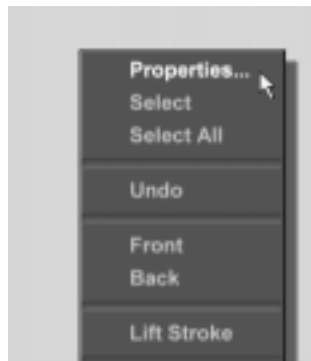 Properties...
Select
Select All
Undo
Front
Back
Lift Stroke